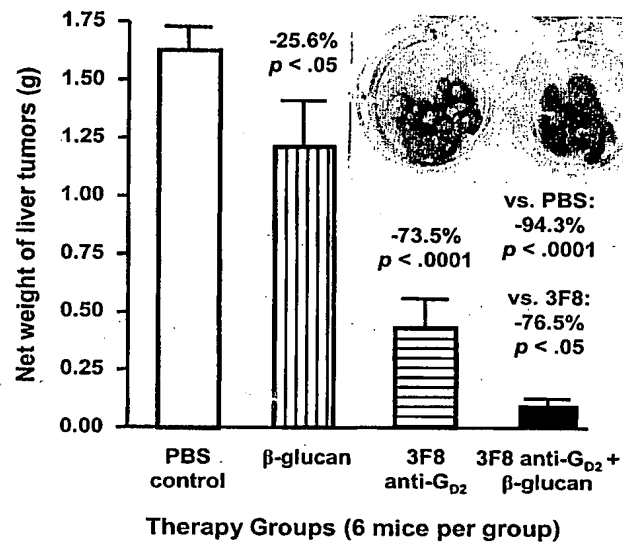 Net weight of liver tumors (g)
1.75
1.50
1.25
1.00
0.75
0.50
0.25
0.00
-25.6%
p < .05
-73.5%
p < .0001
vs. PBS:
-94.3%
p < .0001
vs. 3F8:
-76.5%
p < .05
PBS
control
β-glucan
3F8
anti-G_D2
3F8 anti-G_D2 +
β-glucan
Therapy Groups (6 mice per group)